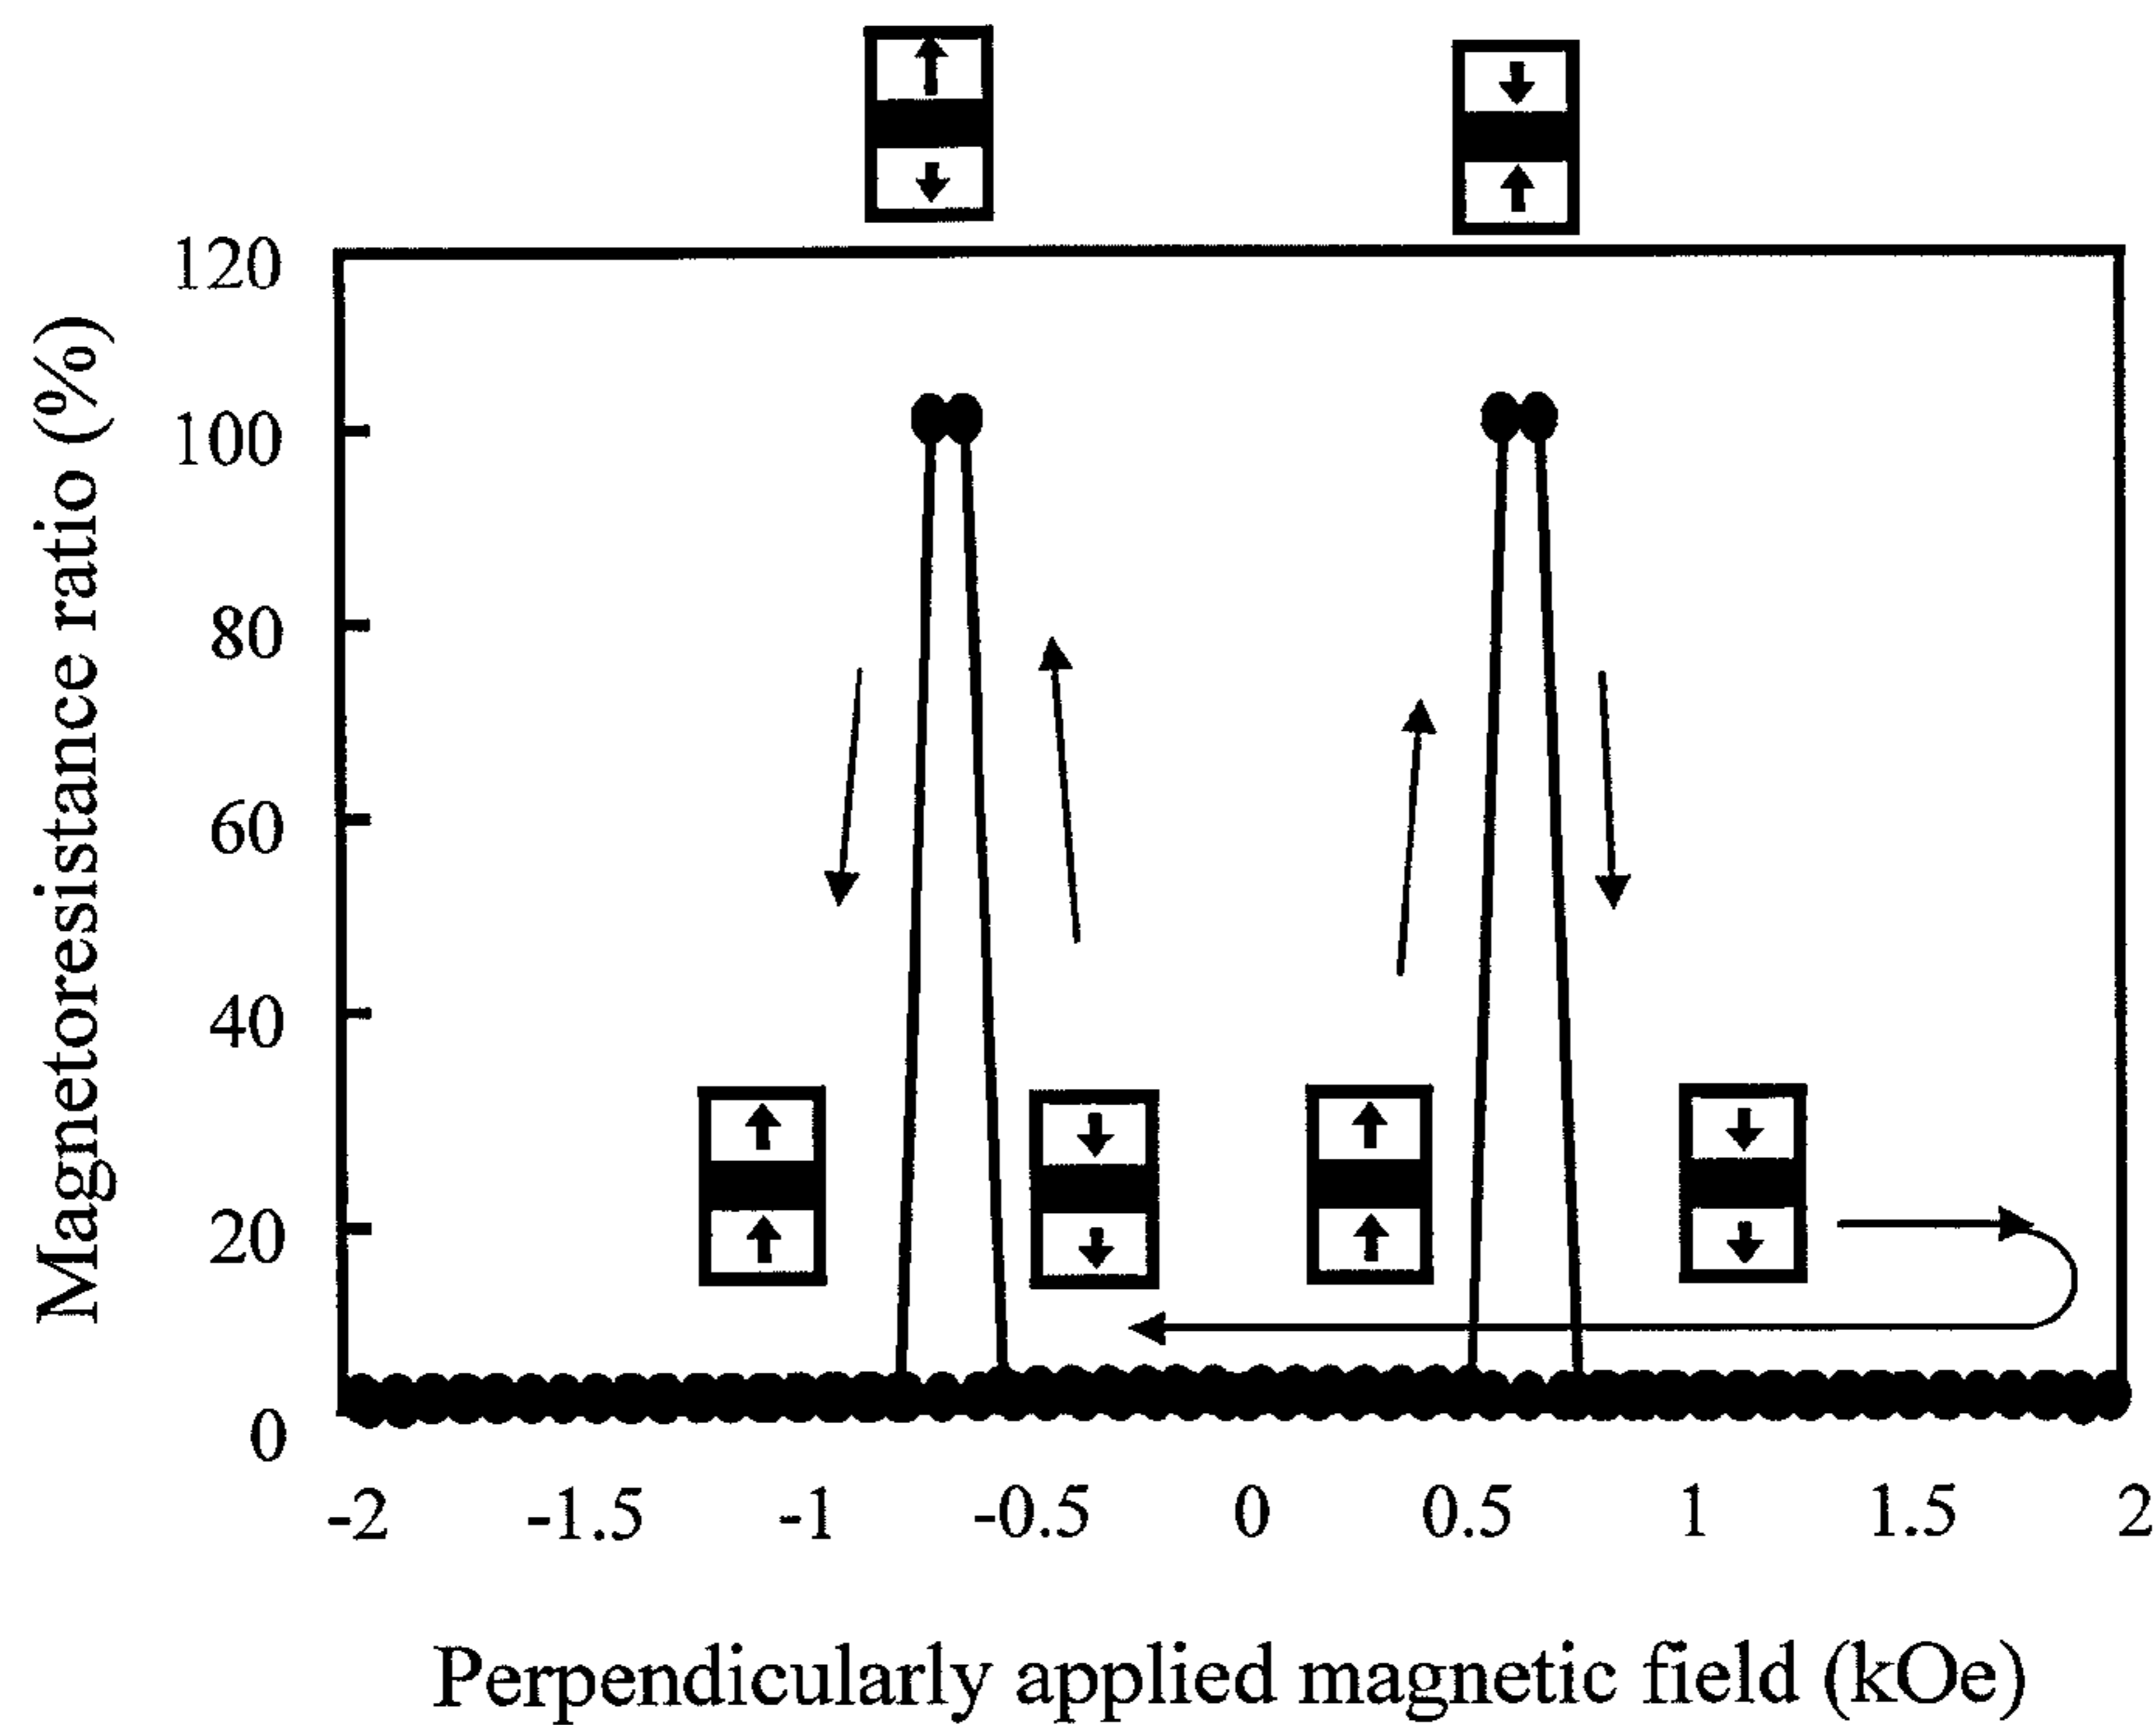 Magnetoresistance ratio (%)
120
100
80
60
40
20
0
-2 -1.5 -1 -0.5 0 0.5 1 1.5 2
Perpendicularly applied magnetic field (kOe)